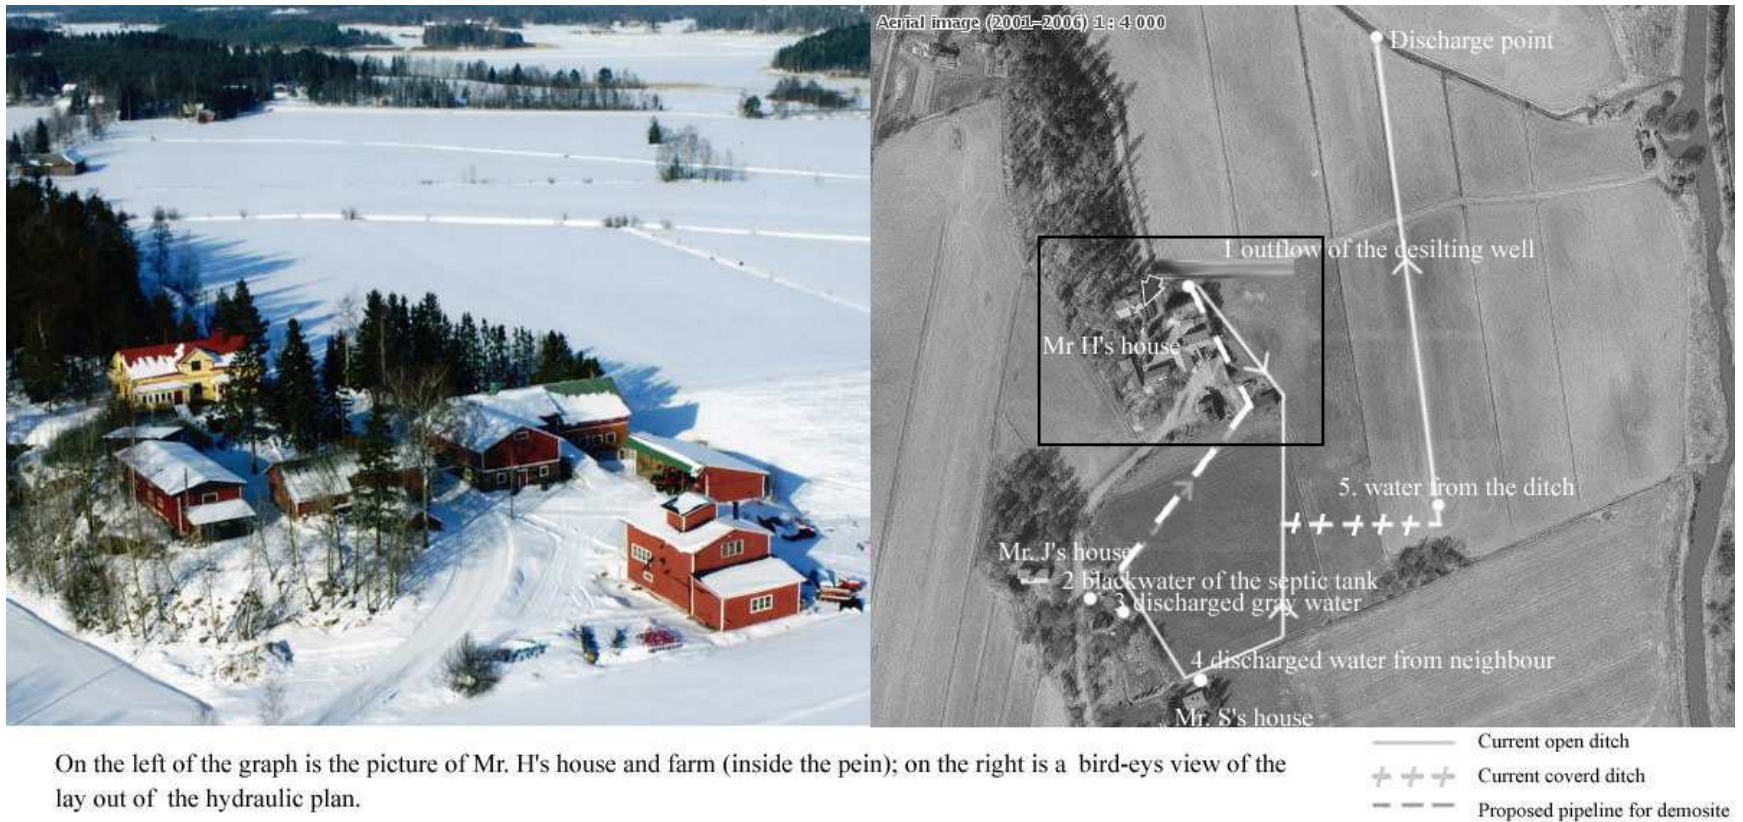 Aerial image (2001–2006) 1 : 4 000
Discharge point
1 outflow of the desilting well
Mr H's house
5. water from the ditch
Mr. J's house
2 blackwater of the septic tank
3 discharged gray water
4 discharged water from neighbour
Mr. S's house
On the left of the graph is the picture of Mr. H's house and farm (inside the pein); on the right is a bird-eys view of the
lay out of the hydraulic plan.
Current open ditch
Current coverd ditch
Proposed pipeline for demosite